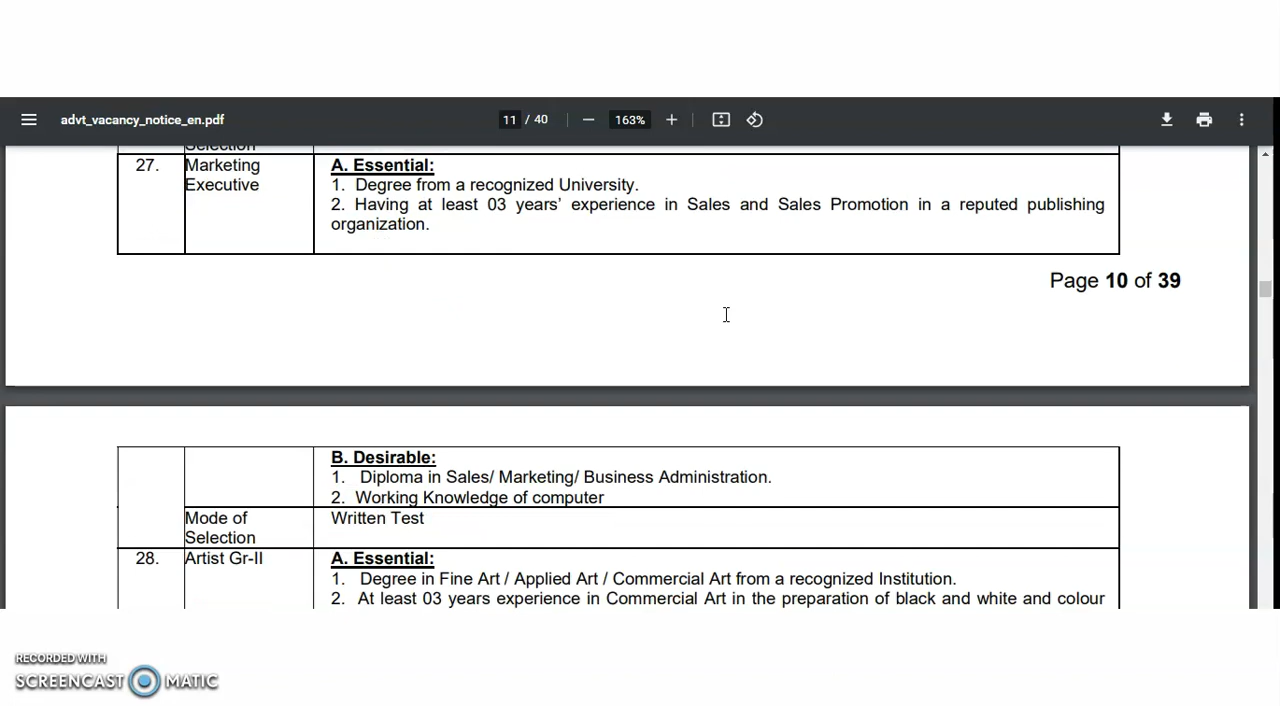 advt_vacancy_notice_en.pdf 11 / 40 163%
Selection
27. Marketing Executive A. Essential:
1. Degree from a recognized University.
2. Having at least 03 years’ experience in Sales and Sales Promotion in a reputed publishing
organization.
Page 10 of 39
B. Desirable:
1. Diploma in Sales/ Marketing/ Business Administration.
2. Working Knowledge of computer
Mode of Selection Written Test
28. Artist Gr-II A. Essential:
1. Degree in Fine Art / Applied Art / Commercial Art from a recognized Institution.
2. At least 03 years experience in Commercial Art in the preparation of black and white and colour
RECORDED WITH
SCREENCAST MATIC